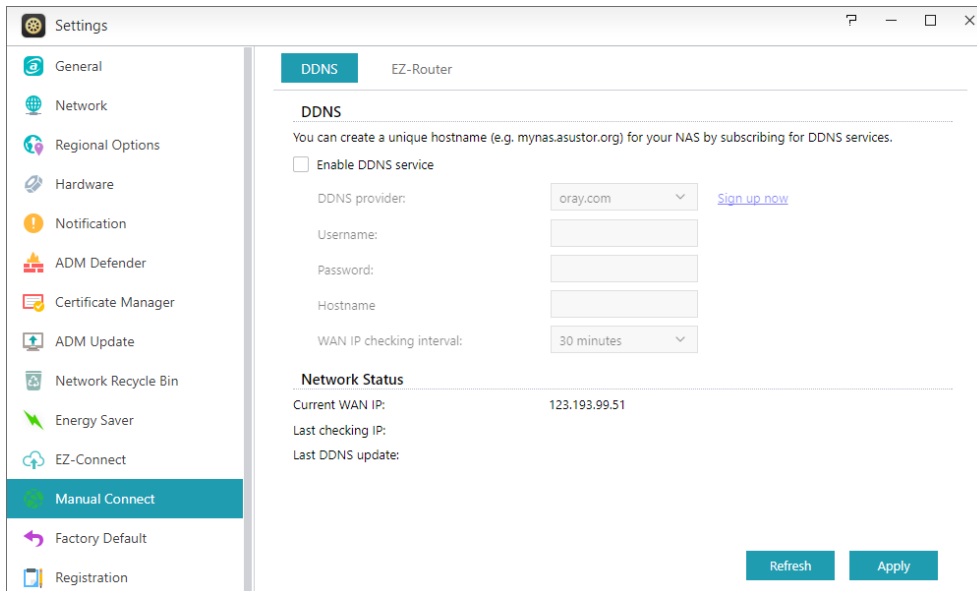 Settings
General
Network
Regional Options
Hardware
Notification
ADM Defender
Certificate Manager
ADM Update
Network Recycle Bin
Energy Saver
EZ-Connect
Manual Connect
Factory Default
Registration
DDNS EZ-Router
DDNS
You can create a unique hostname (e.g. mynas.asustor.org) for your NAS by subscribing for DDNS services.
Enable DDNS service
DDNS provider: oray.com Sign up now
Username:
Password:
Hostname
WAN IP checking interval: 30 minutes
Network Status
Current WAN IP: 123.193.99.51
Last checking IP:
Last DDNS update:
Refresh Apply